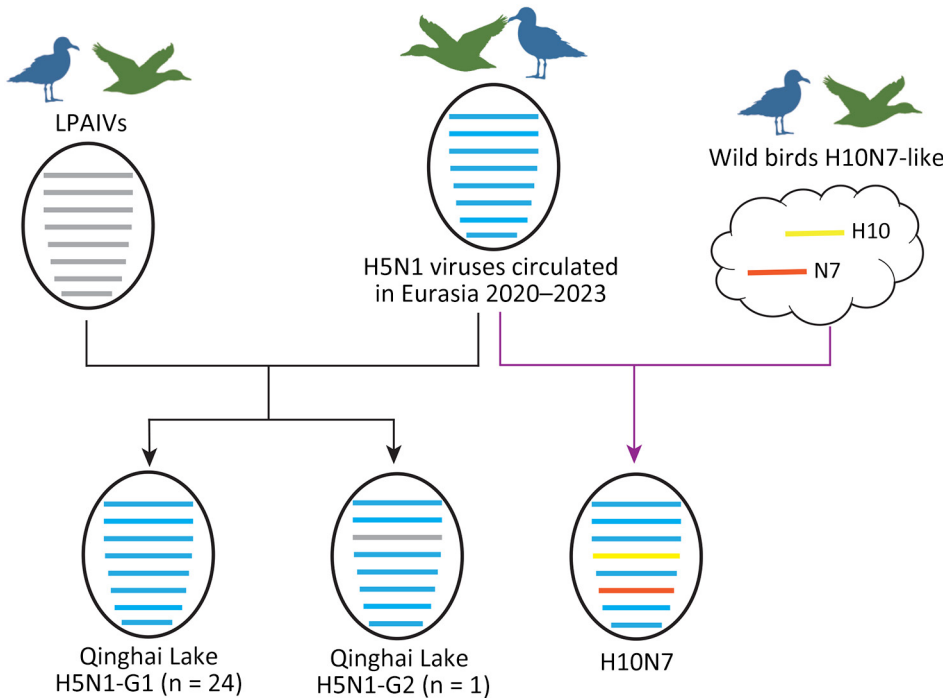 LPAIVs
H5N1 viruses circulated
in Eurasia 2020–2023
Wild birds H10N7-like
H10
N7
Qinghai Lake
H5N1-G1 (n = 24)
Qinghai Lake
H5N1-G2 (n = 1)
H10N7